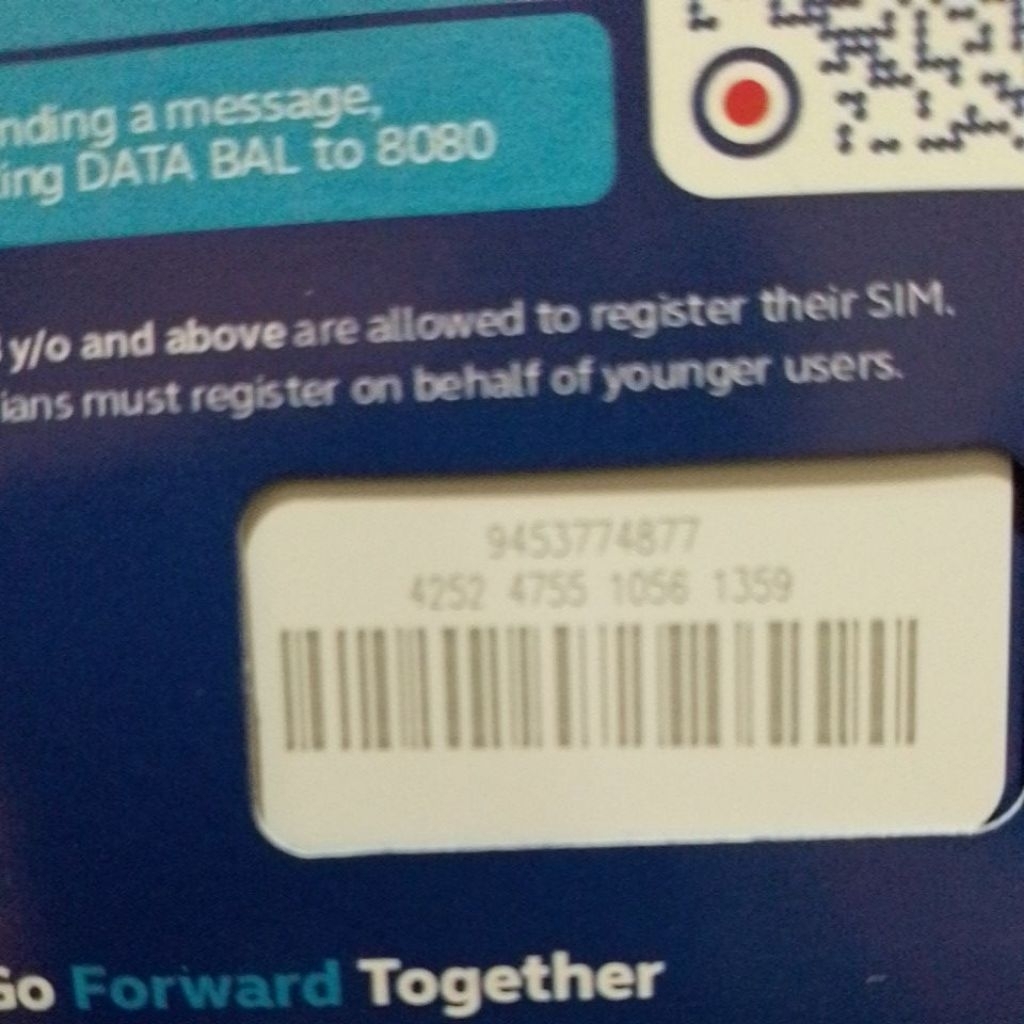 nding a message,
ing DATA BAL to 8080
y/o and above are allowed to register their SIM.
ians must register on behalf of younger users.
9453774877
4252 4755 1056 1359
Go Forward Together